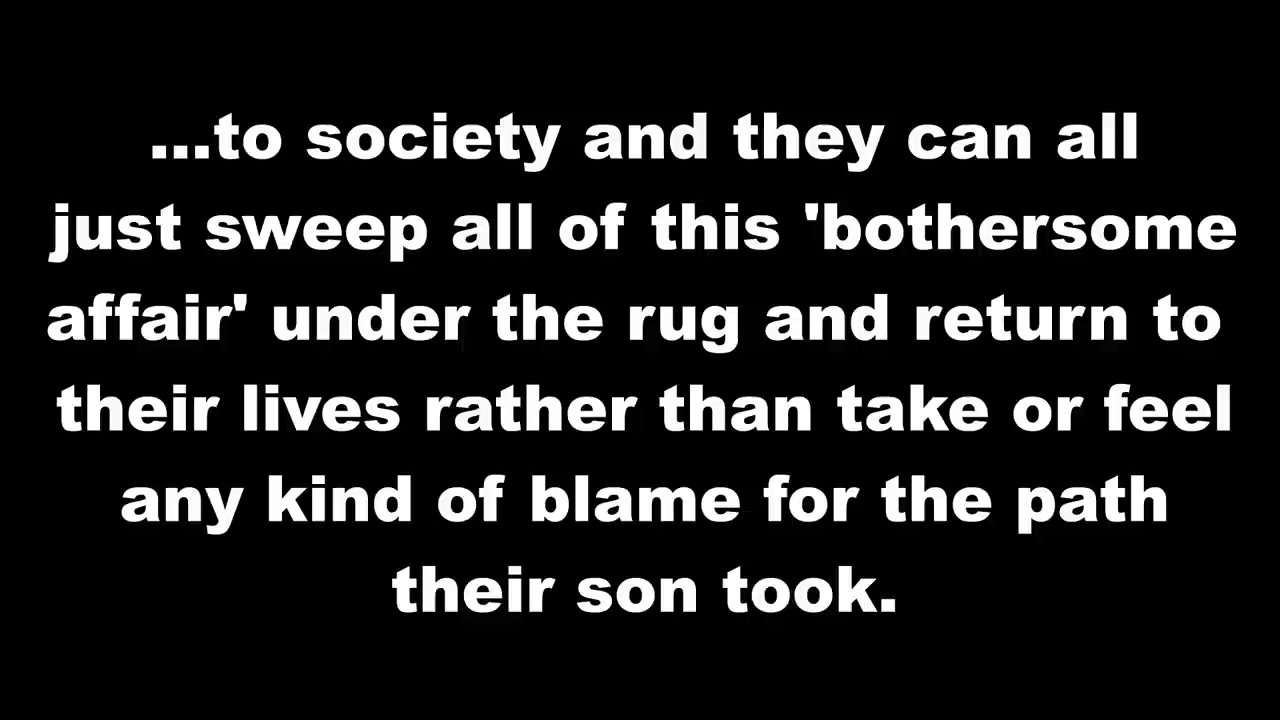 ...to society and they can all
just sweep all of this 'bothersome
affair' under the rug and return to
their lives rather than take or feel
any kind of blame for the path
their son took.